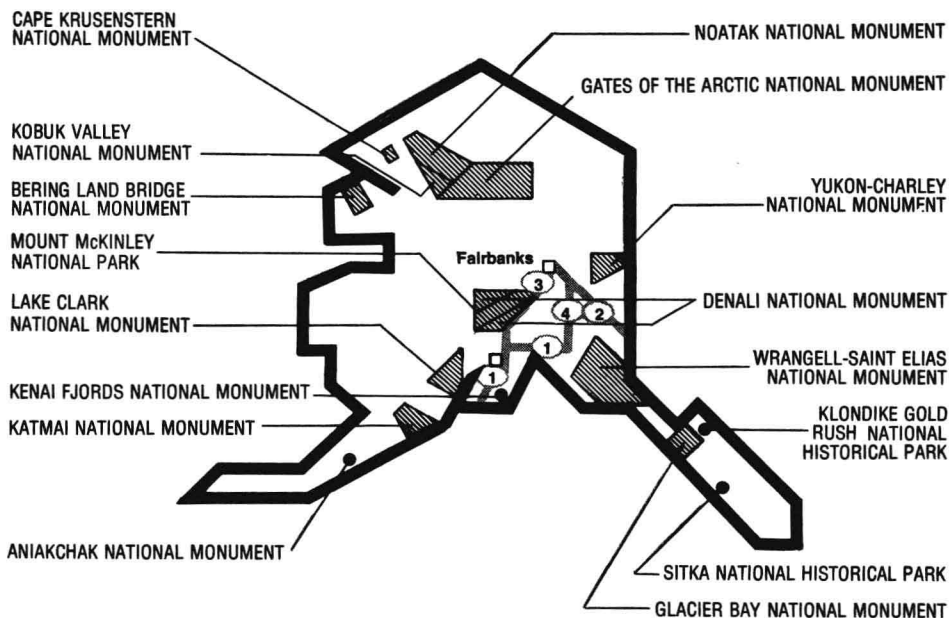 CAPE KRUSENSTERN
NATIONAL MONUMENT
NOATAK NATIONAL MONUMENT
GATES OF THE ARCTIC NATIONAL MONUMENT
KOBUK VALLEY
NATIONAL MONUMENT
BERING LAND BRIDGE
NATIONAL MONUMENT
YUKON-CHARLEY
NATIONAL MONUMENT
MOUNT McKINLEY
NATIONAL PARK
Fairbanks
3
DENALI NATIONAL MONUMENT
LAKE CLARK
NATIONAL MONUMENT
4
2
1
WRANGELL-SAINT ELIAS
NATIONAL MONUMENT
1
KENAI FJORDS NATIONAL MONUMENT
KATMAI NATIONAL MONUMENT
KLONDIKE GOLD
RUSH NATIONAL
HISTORICAL PARK
ANIAKCHAK NATIONAL MONUMENT
SITKA NATIONAL HISTORICAL PARK
GLACIER BAY NATIONAL MONUMENT